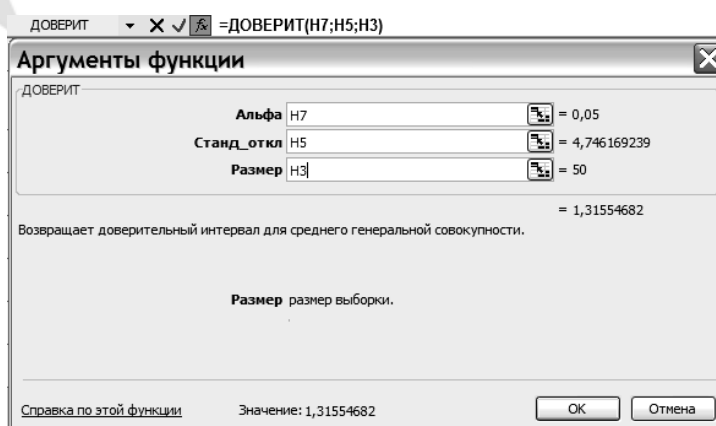 ДОВЕРИТ =ДОВЕРИТ(H7;H5;H3)
Аргументы функции
ДОВЕРИТ
Альфа H7 = 0,05
Станд_откл H5 = 4,746169239
Размер H3 = 50
= 1,31554682
Возвращает доверительный интервал для среднего генеральной совокупности.
Размер размер выборки.
Справка по этой функции Значение: 1,31554682 ОК Отмена